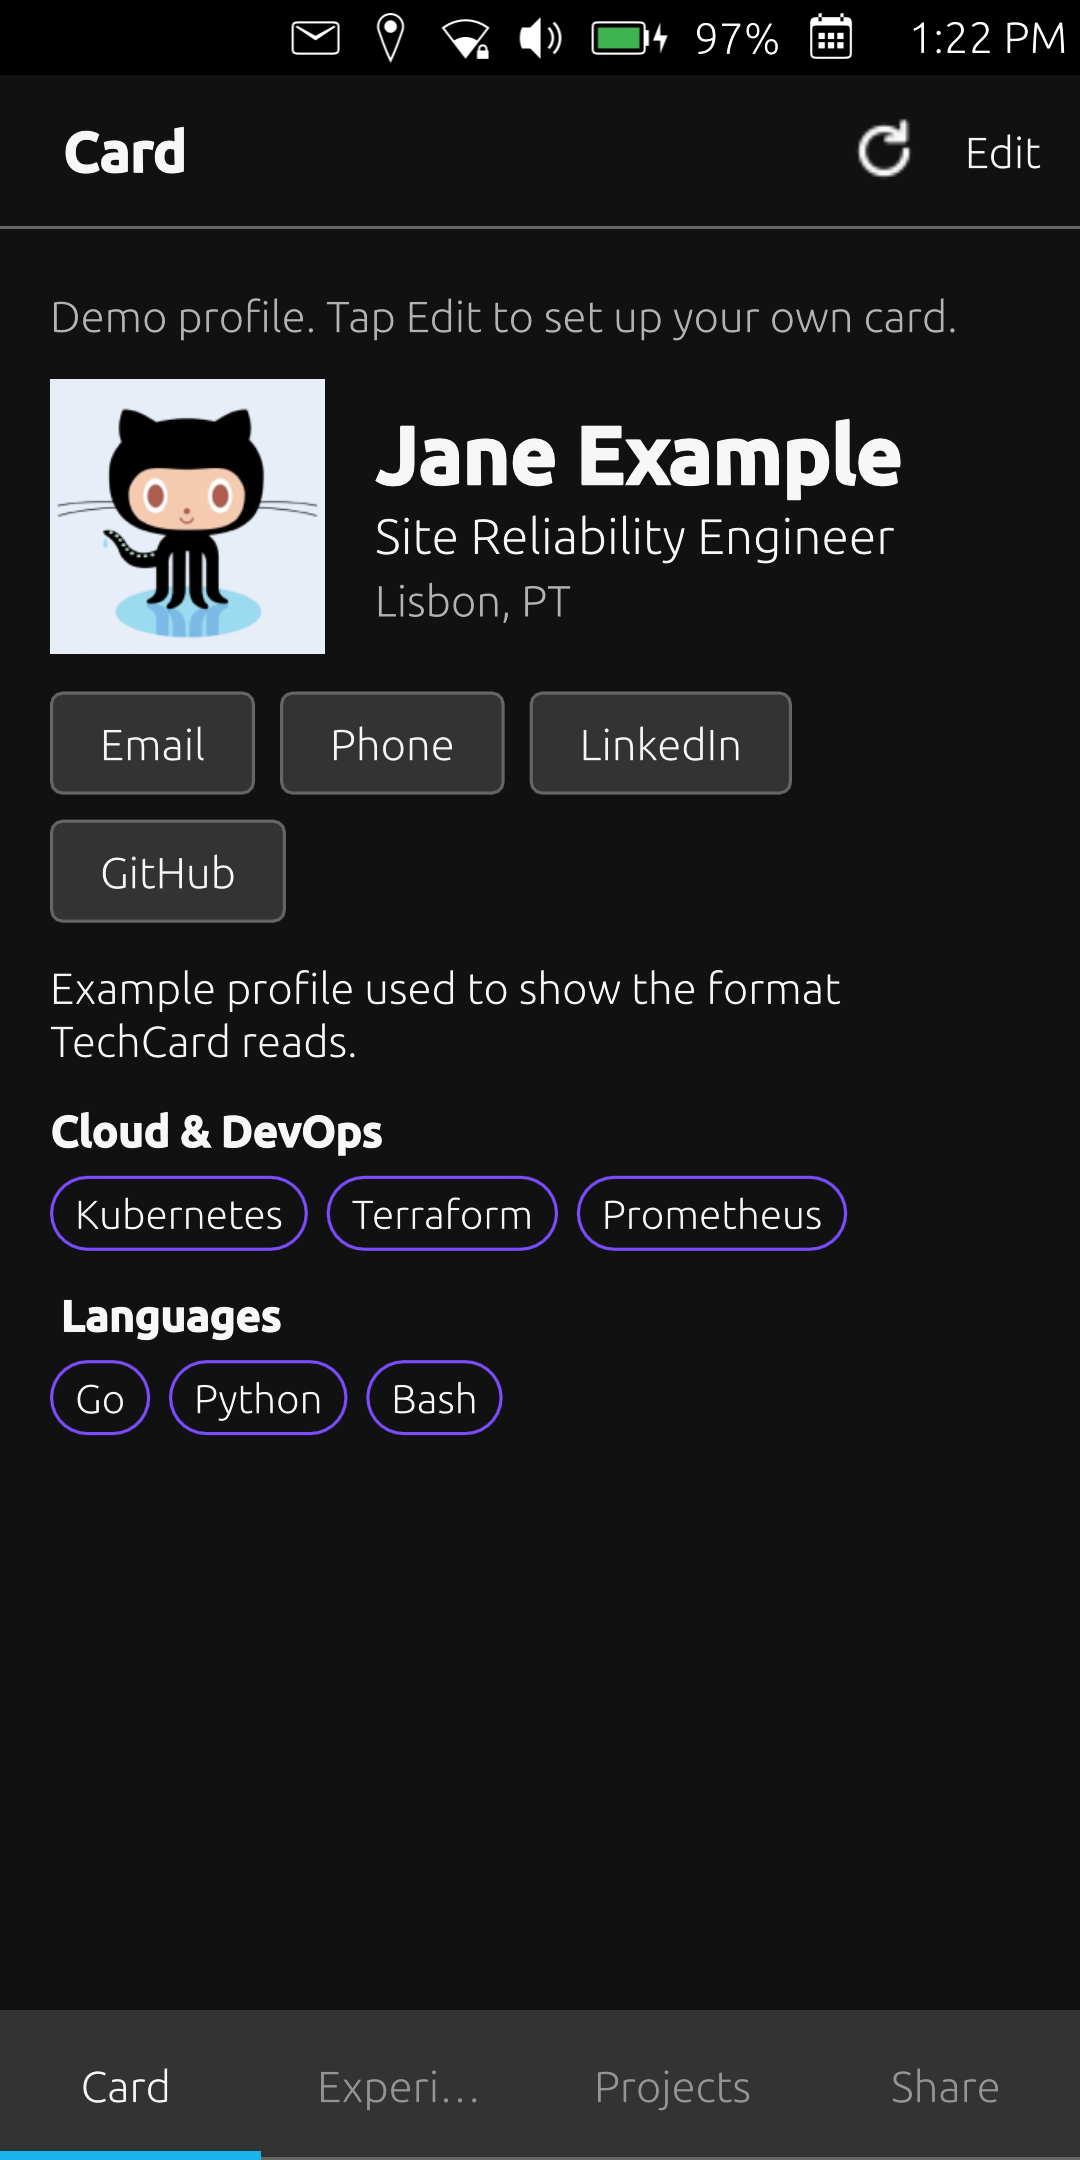 97% 1:22 PM
Card Edit
Demo profile. Tap Edit to set up your own card.
Jane Example
Site Reliability Engineer
Lisbon, PT
Email Phone LinkedIn
GitHub
Example profile used to show the format
TechCard reads.
Cloud & DevOps
Kubernetes Terraform Prometheus
Languages
Go Python Bash
Card Experi... Projects Share